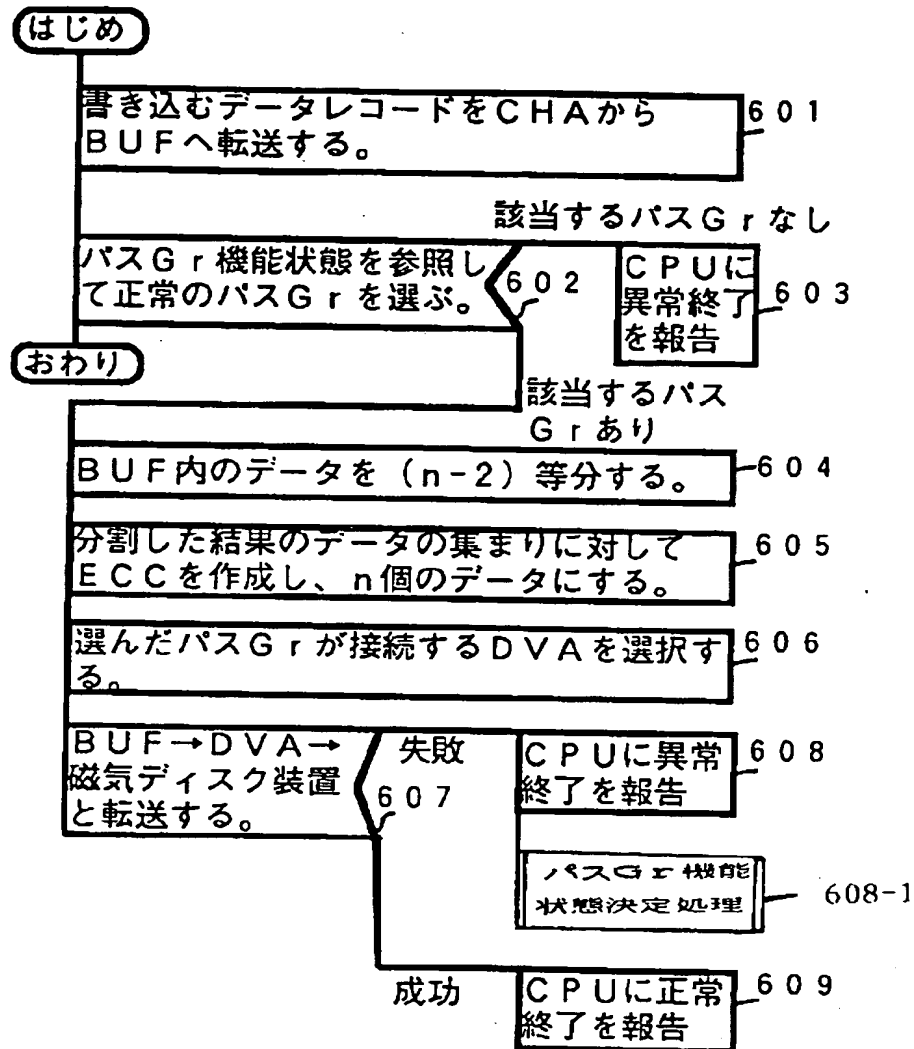 はじめ
書き込むデータレコードをCHAから
BUFへ転送する。
601
該当するパスGrなし
パスGr機能状態を参照し
て正常のパスGrを選ぶ。
602
CPUに
異常終了
を報告
603
おわり
該当するパス
Grあり
BUF内のデータを(n-2)等分する。
604
分割した結果のデータの集まりに対して
ECCを作成し、n個のデータにする。
605
選んだパスGrが接続するDVAを選択す
る。
606
BUF→DVA→
磁気ディスク装置
と転送する。
失敗
607
CPUに異常
終了を報告
608
パスGr機能
状態決定処理
608-1
成功
CPUに正常
終了を報告
609